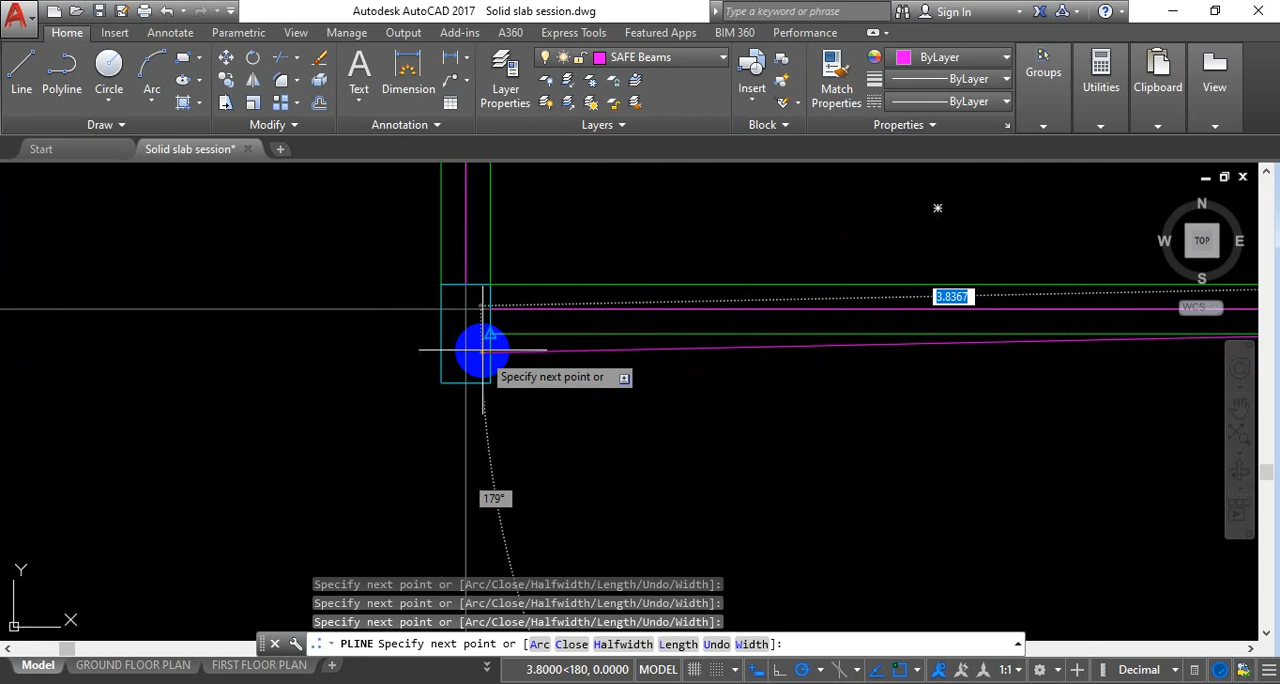 A Autodesk AutoCAD 2017 Solid slab session.dwg Type a keyword or phrase Sign In
Home Insert Annotate Parametric View Manage Output Add-ins A360 Express Tools Featured Apps BIM 360 Performance
SAFE Beams
ByLayer
ByLayer
ByLayer
Line Polyline Circle Arc Text Dimension Layer Properties Insert Match Properties Groups Utilities Clipboard View
Draw Modify Annotation Layers Block Properties
Start Solid slab session*
N
W TOP E
S
3.8367
WCS
Specify next point or
179°
Y
X
Specify next point or [Arc/Close/Halfwidth/Length/Undo/Width]:
Specify next point or [Arc/Close/Halfwidth/Length/Undo/Width]:
Specify next point or [Arc/Close/Halfwidth/Length/Undo/Width]:
PLINE Specify next point or [Arc Close Halfwidth Length Undo Width]:
Model GROUND FLOOR PLAN FIRST FLOOR PLAN 3.8000<180, 0.0000 MODEL 1:1 Decimal